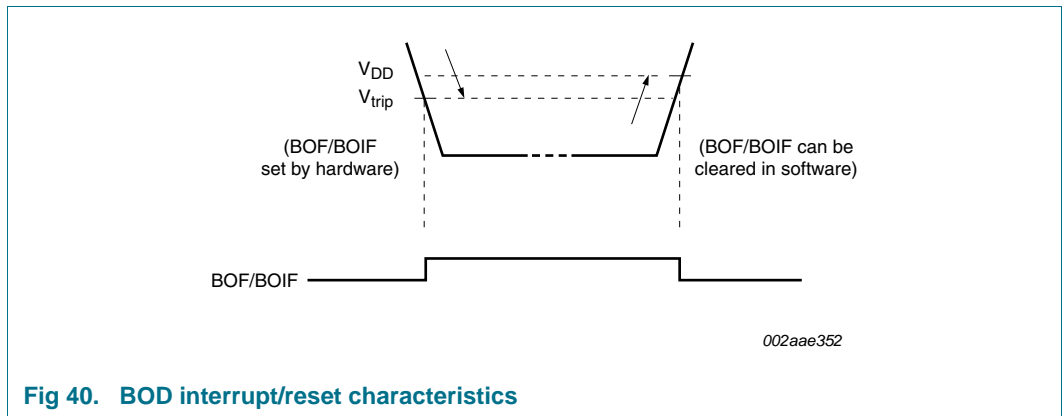 VDD
Vtrip
(BOF/BOIF
set by hardware)
(BOF/BOIF can be
cleared in software)
BOF/BOIF
002aae352
Fig 40. BOD interrupt/reset characteristics